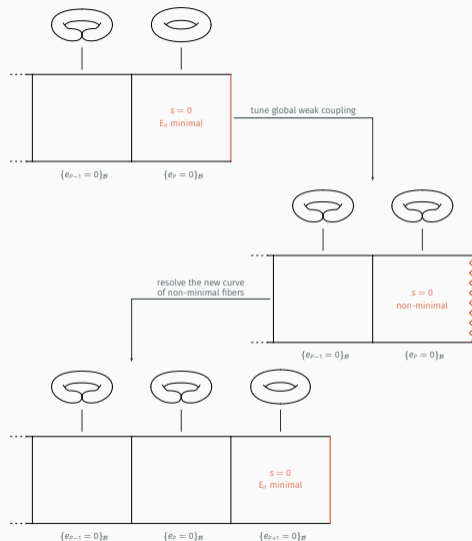 s = 0
Eₙ minimal
{e_{P−1} = 0}_𝓑
{e_P = 0}_𝓑
tune global weak coupling
s = 0
non-minimal
{e_{P−1} = 0}_𝓑
{e_P = 0}_𝓑
resolve the new curve
of non-minimal fibers
s = 0
Eₙ minimal
{e_{P−1} = 0}_𝓑
{e_P = 0}_𝓑
{e_{P+1} = 0}_𝓑